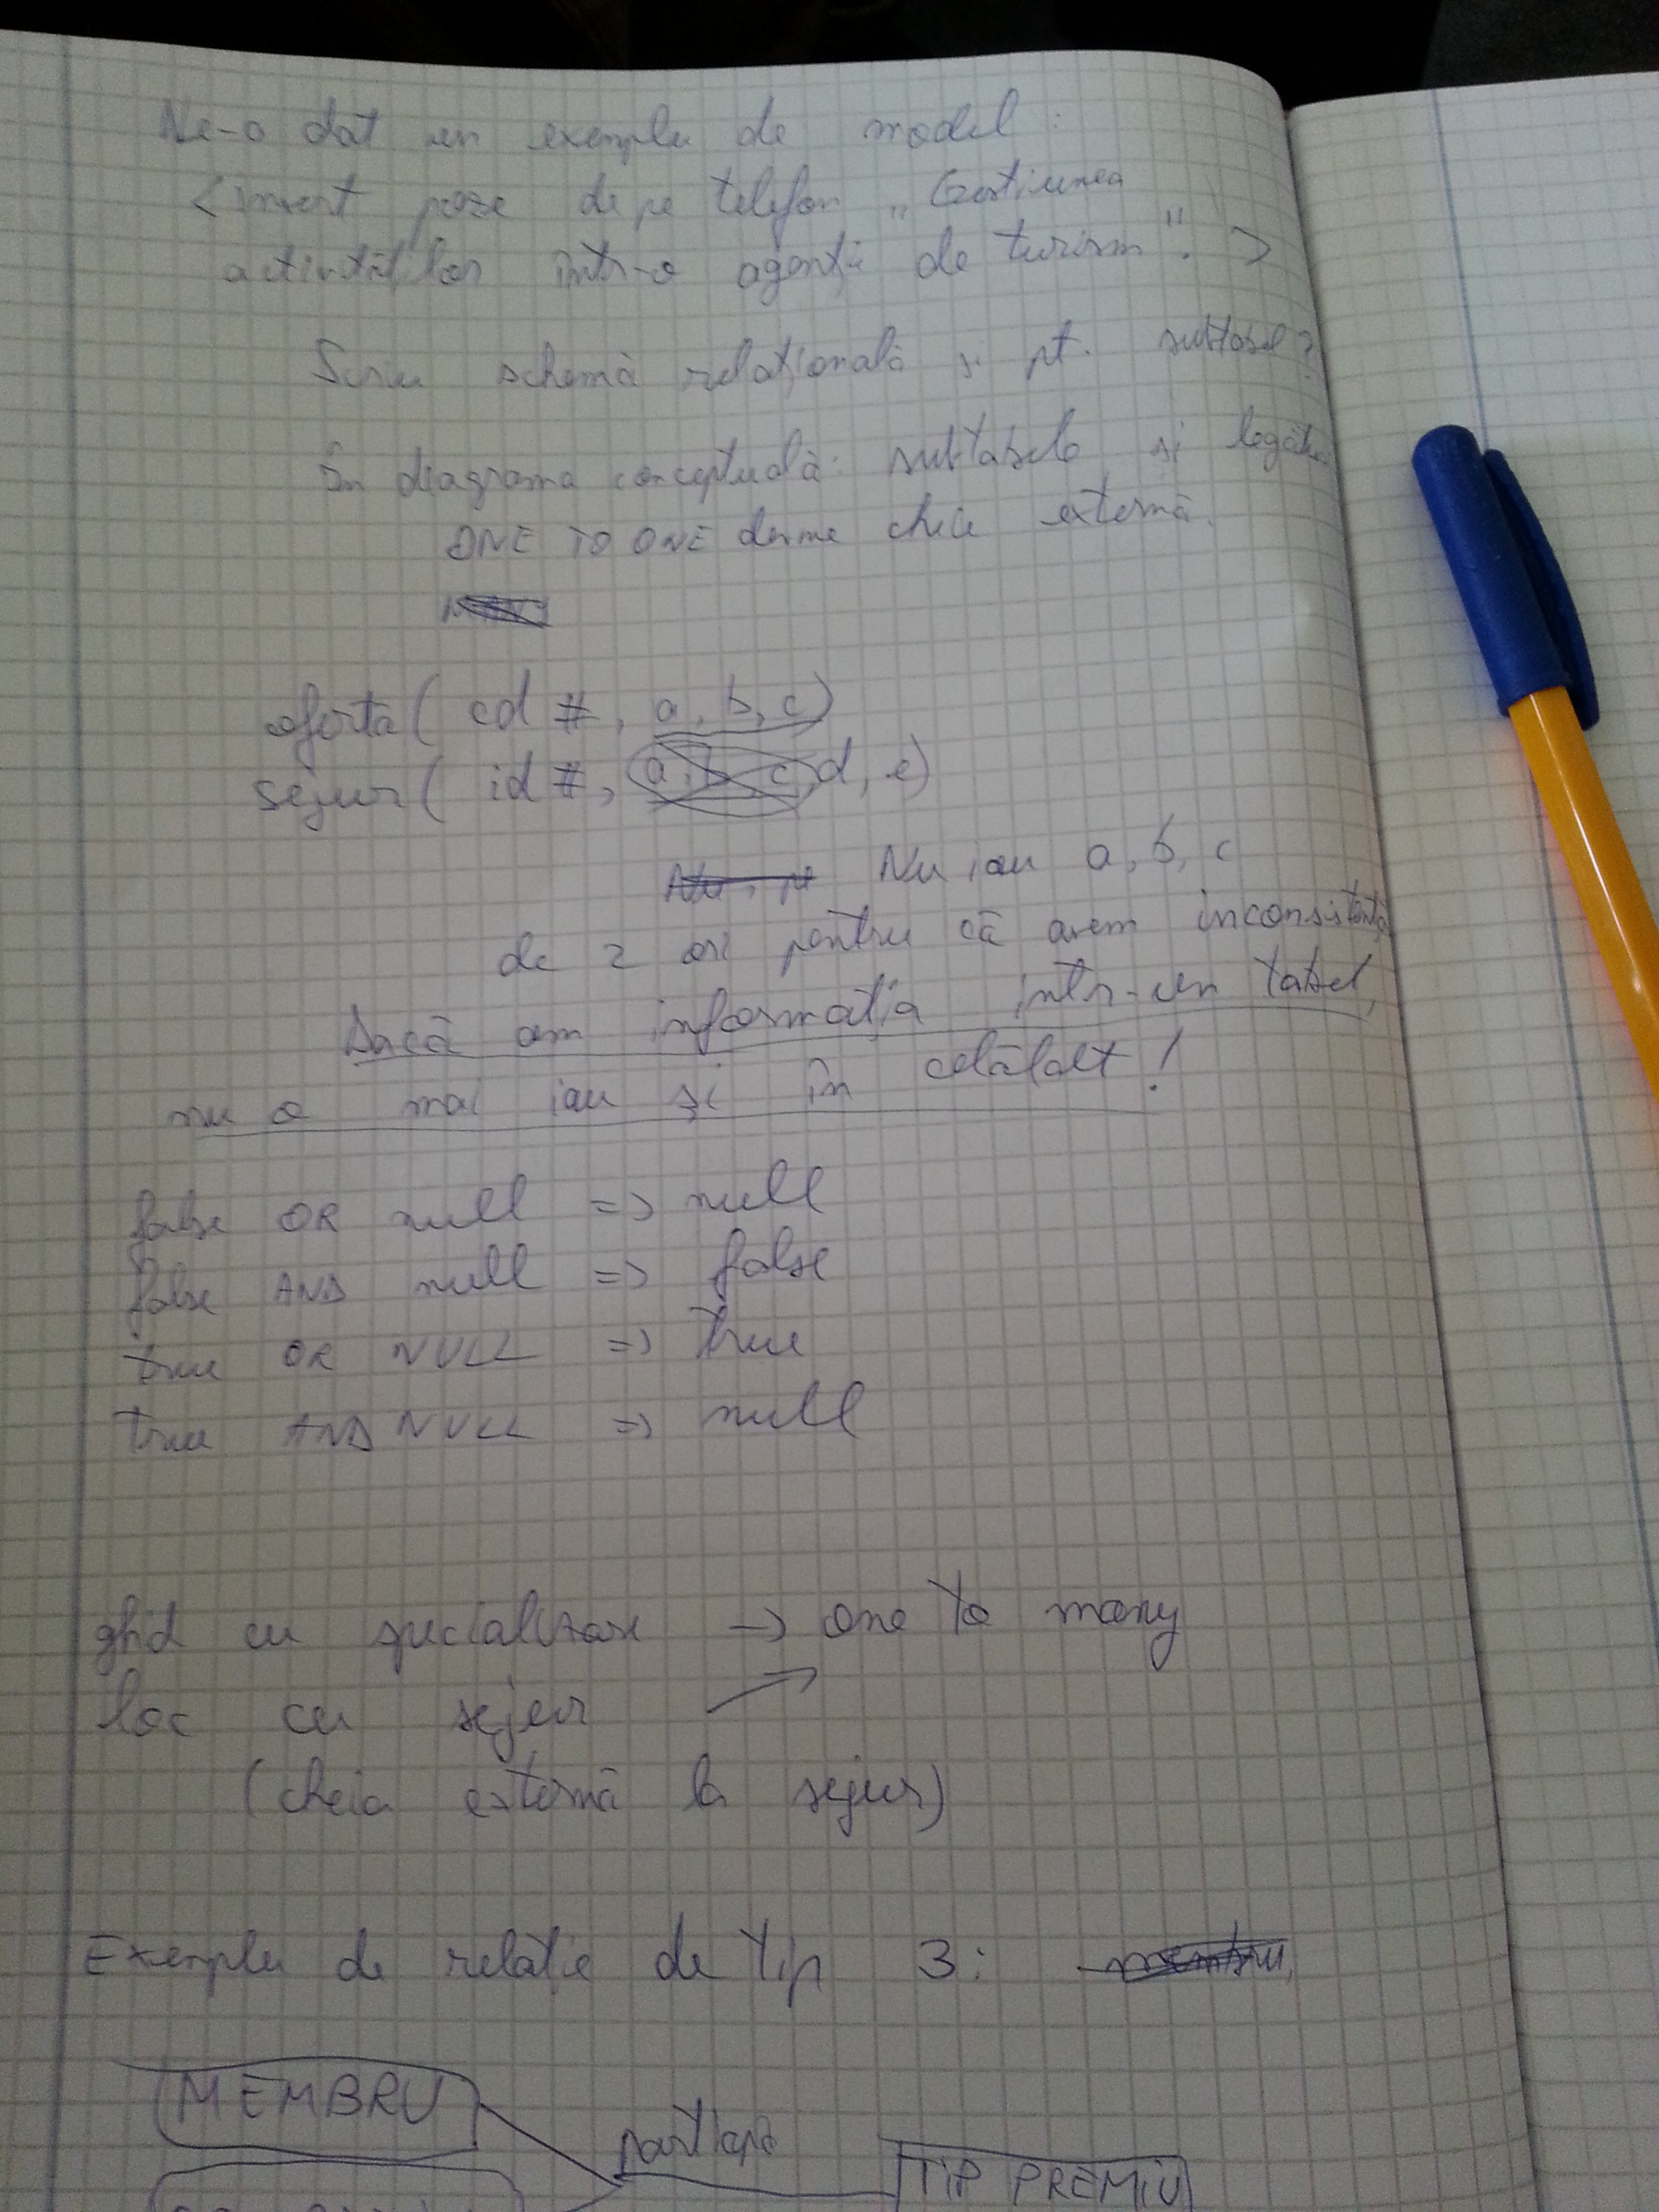 Ne-a dat un exemplu de model :
<insert poze de pe telefon "Gestiunea
activităților într-o agenție de turism". >
Scriu schemă relațională și pt. subtabel?
În diagrama conceptuală: subtabele și
ONE TO ONE devine cheie externă.
oferta( cd #, a, b, c)
sejur( id #, a, b, c, d, e)
Nu iau a, b, c
de 2 ori pentru că avem inconsistență
Dacă am informația într-un tabel,
nu o mai iau și în celălalt !
false OR null => null
false AND null => false
true OR NULL => true
true AND NULL => null
ghid cu specializare -> one to many
loc cu sejur
(cheia externă la sejur)
Exemplu de relație de tip 3:
MEMBRU
participă
TIP PREMIU